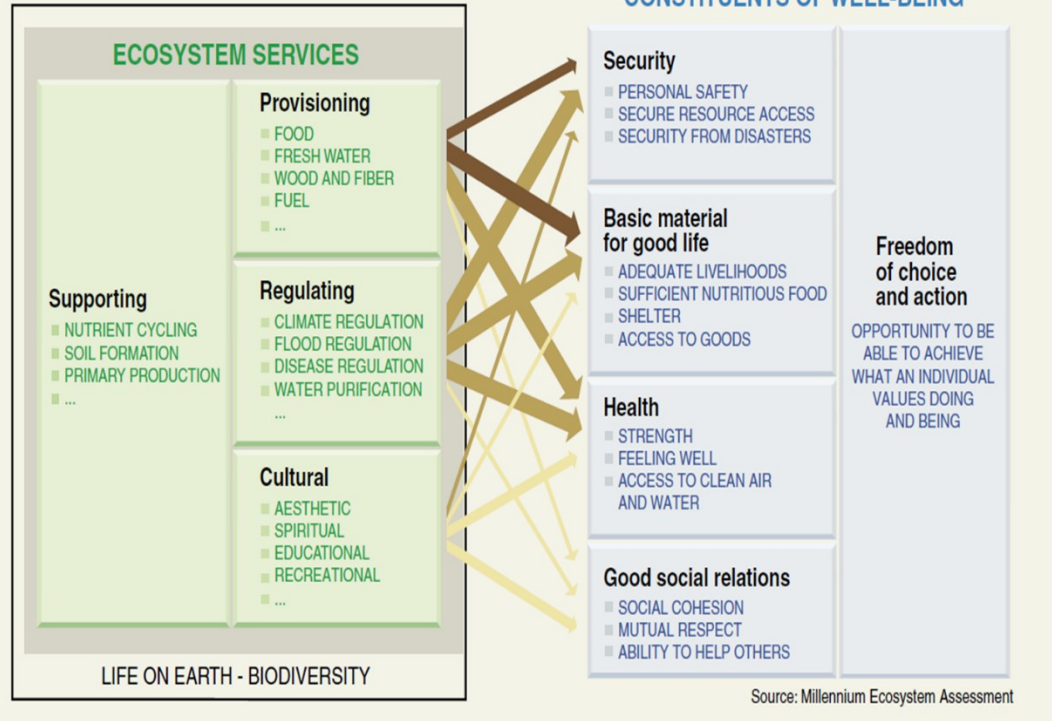 CONSTITUENTS OF WELL-BEING
ECOSYSTEM SERVICES
Supporting
NUTRIENT CYCLING
SOIL FORMATION
PRIMARY PRODUCTION
...
Provisioning
FOOD
FRESH WATER
WOOD AND FIBER
FUEL
...
Regulating
CLIMATE REGULATION
FLOOD REGULATION
DISEASE REGULATION
WATER PURIFICATION
...
Cultural
AESTHETIC
SPIRITUAL
EDUCATIONAL
RECREATIONAL
...
LIFE ON EARTH - BIODIVERSITY
Security
PERSONAL SAFETY
SECURE RESOURCE ACCESS
SECURITY FROM DISASTERS
Basic material
for good life
ADEQUATE LIVELIHOODS
SUFFICIENT NUTRITIOUS FOOD
SHELTER
ACCESS TO GOODS
Health
STRENGTH
FEELING WELL
ACCESS TO CLEAN AIR
AND WATER
Good social relations
SOCIAL COHESION
MUTUAL RESPECT
ABILITY TO HELP OTHERS
Freedom
of choice
and action
OPPORTUNITY TO BE
ABLE TO ACHIEVE
WHAT AN INDIVIDUAL
VALUES DOING
AND BEING
Source: Millennium Ecosystem Assessment